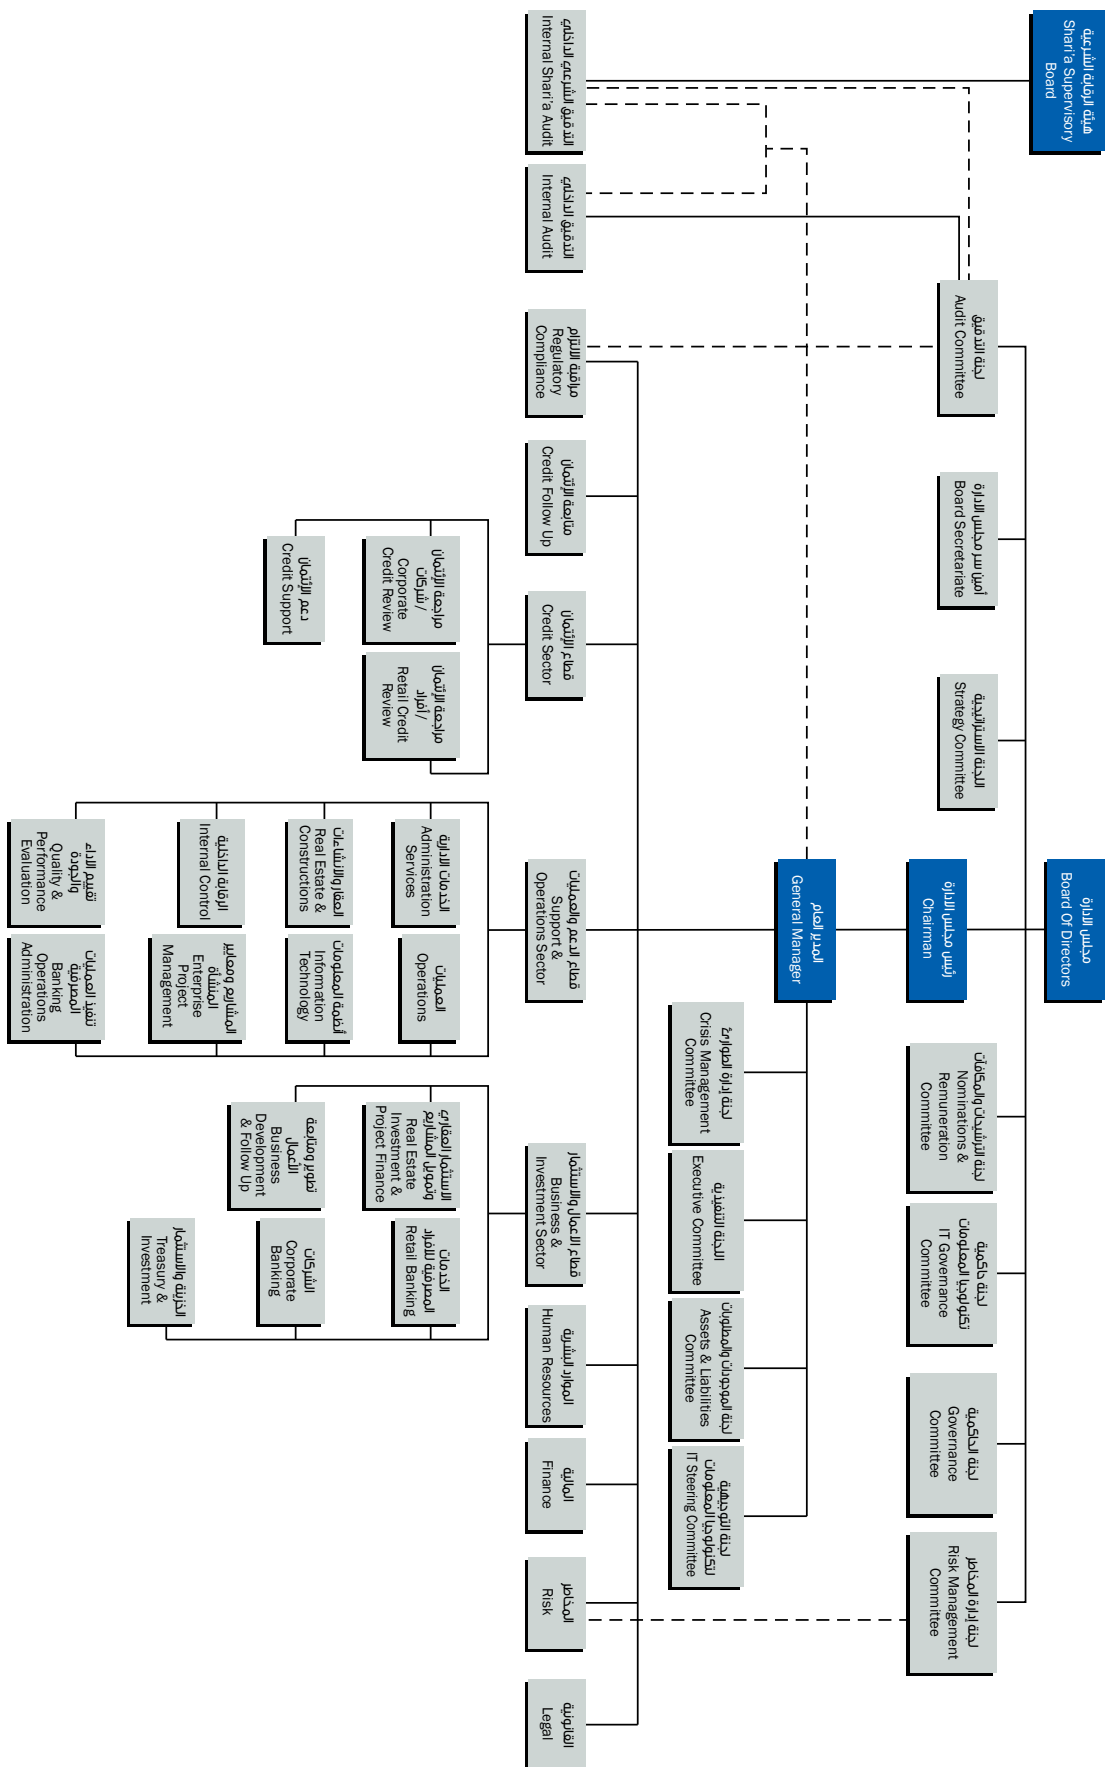 هيئة الرقابة الشرعية
Shari'a Supervisory
Board
مجلس الادارة
Board Of Directors
رئيس مجلس الادارة
Chairman
المدير العام
General Manager
لجنة التدقيق
Audit Committee
أمين سر مجلس الادارة
Board Secretariate
اللجنة الاستراتيجية
Strategy Committee
لجنة الترشيحات والمكافآت
Nominations &
Remuneration
Committee
لجنة حاكمية
تكنولوجيا المعلومات
IT Governance
Committee
لجنة الحاكمية
Governance
Committee
لجنة إدارة المخاطر
Risk Management
Committee
لجنة إدارة الطوارئ
Crisis Management
Committee
اللجنة التنفيذية
Executive Committee
لجنة الموجودات والمطلوبات
Assets & Liabilities
Committee
لجنة التوجيهية
لتكنولوجيا المعلومات
IT Steering Committee
التدقيق الشرعي الداخلي
Internal Shari'a Audit
التدقيق الداخلي
Internal Audit
مراقبة الالتزام
Regulatory
Compliance
متابعة الإئتمان
Credit Follow Up
قطاع الإئتمان
Credit Sector
قطاع الدعم والعمليات
Support &
Operations Sector
قطاع الاعمال والاستثمار
Business &
Investment Sector
الموارد البشرية
Human Resources
المالية
Finance
المخاطر
Risk
القانونية
Legal
مراجعة الإئتمان
/شركات
Corporate
Credit Review
مراجعة الإئتمان
/أفراد
Retail Credit
Review
دعم الإئتمان
Credit Support
الخدمات الادارية
Administration
Services
العمليات
Operations
العقار والانشاءات
Real Estate &
Constructions
أنظمة المعلومات
Information
Technology
الرقابة الداخلية
Internal Control
المشاريع ومعايير
المنشأة
Enterprise
Project
Management
تقييم الاداء
والجودة
Quality &
Performance
Evaluation
تنفيذ العمليات
المصرفية
Banking
Operations
Administration
الاستثمار العقاري
وتمويل المشاريع
Real Estate
Investment &
Project Finance
الخدمات
المصرفية للأفراد
Retail Banking
تطوير ومتابعة
الأعمال
Business
Development
& Follow Up
الشركات
Corporate
Banking
الخزينة والاستثمار
Treasury &
Investment